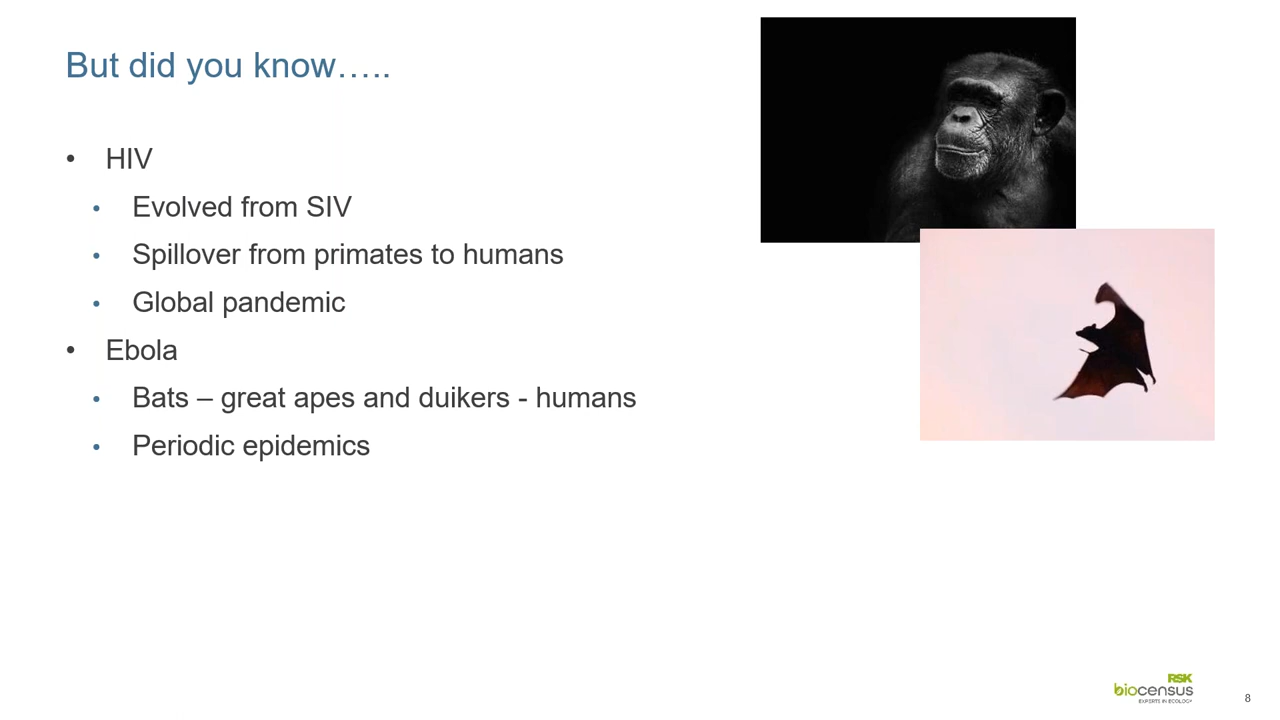 But did you know…..
• HIV
• Evolved from SIV
• Spillover from primates to humans
• Global pandemic
• Ebola
• Bats – great apes and duikers - humans
• Periodic epidemics
RSK
biocensus
EXPERTS IN ECOLOGY
8